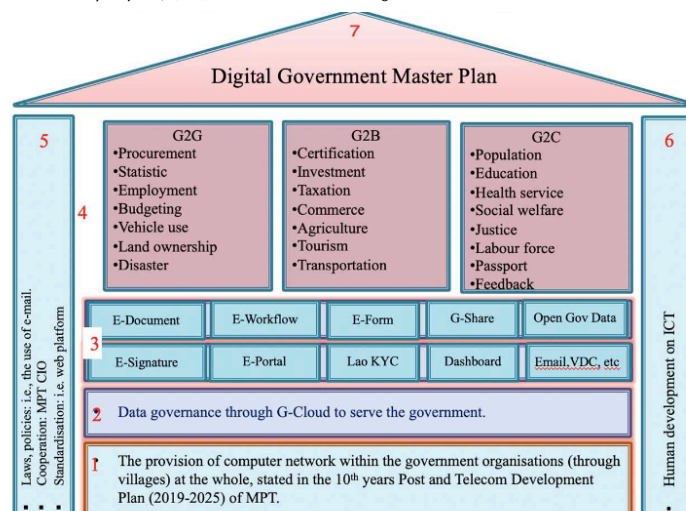 7
Digital Government Master Plan
5
6
4
G2G
•Procurement
•Statistic
•Employment
•Budgeting
•Vehicle use
•Land ownership
•Disaster
G2B
•Certification
•Investment
•Taxation
•Commerce
•Agriculture
•Tourism
•Transportation
G2C
•Population
•Education
•Health service
•Social welfare
•Justice
•Labour force
•Passport
•Feedback
3
E-Document
E-Workflow
E-Form
G-Share
Open Gov Data
E-Signature
E-Portal
Lao KYC
Dashboard
Email,VDC, etc
2
Data governance through G-Cloud to serve the government.
1
The provision of computer network within the government organisations (through
villages) at the whole, stated in the 10th years Post and Telecom Development
Plan (2019-2025) of MPT.
Laws, policies: i.e., the use of e-mail.
Cooperation: MPT CIO
Standardisation: i.e. web platform
Human development on ICT